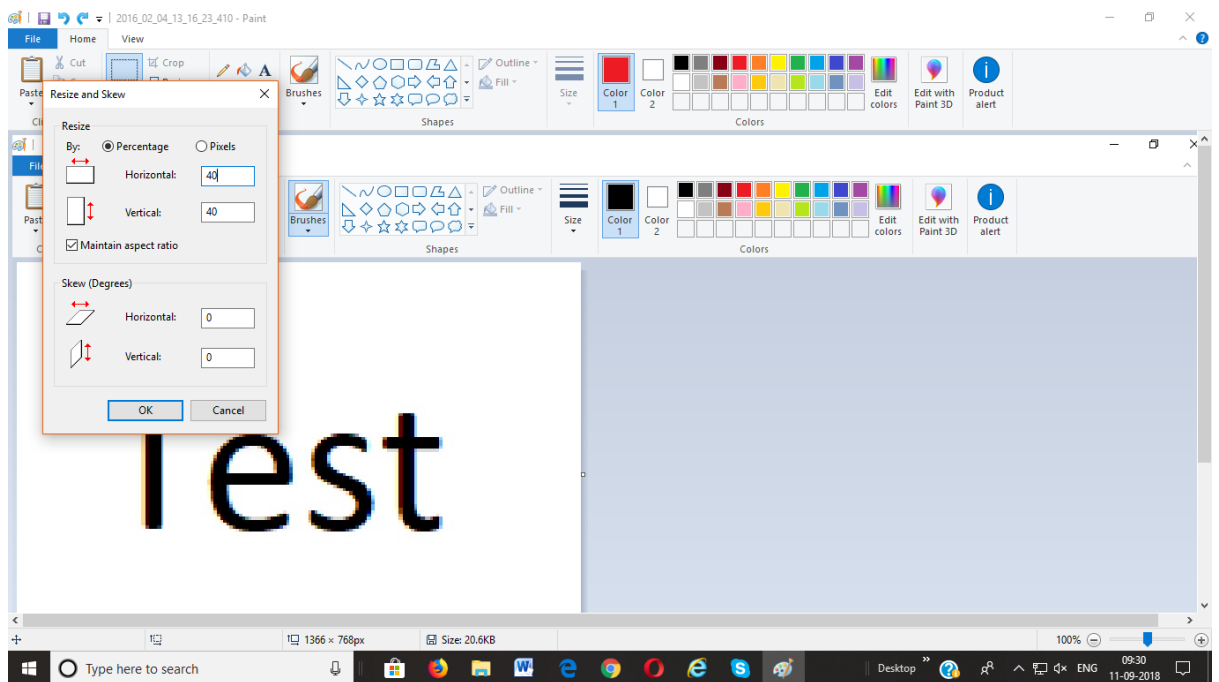 2016_02_04_13_16_23_410 - Paint
File Home View
Cut
Crop
Paste
Brushes
Outline
Fill
Size
Color 1
Color 2
Edit colors
Edit with Paint 3D
Product alert
Shapes
Colors
Resize and Skew
Resize
By: Percentage Pixels
Horizontal: 40
Vertical: 40
Maintain aspect ratio
Skew (Degrees)
Horizontal: 0
Vertical: 0
OK Cancel
Brushes
Outline
Fill
Size
Color 1
Color 2
Edit colors
Edit with Paint 3D
Product alert
Shapes
Colors
Test
1366 × 768px
Size: 20.6KB
100%
Type here to search
Desktop
ENG
09:30
11-09-2018